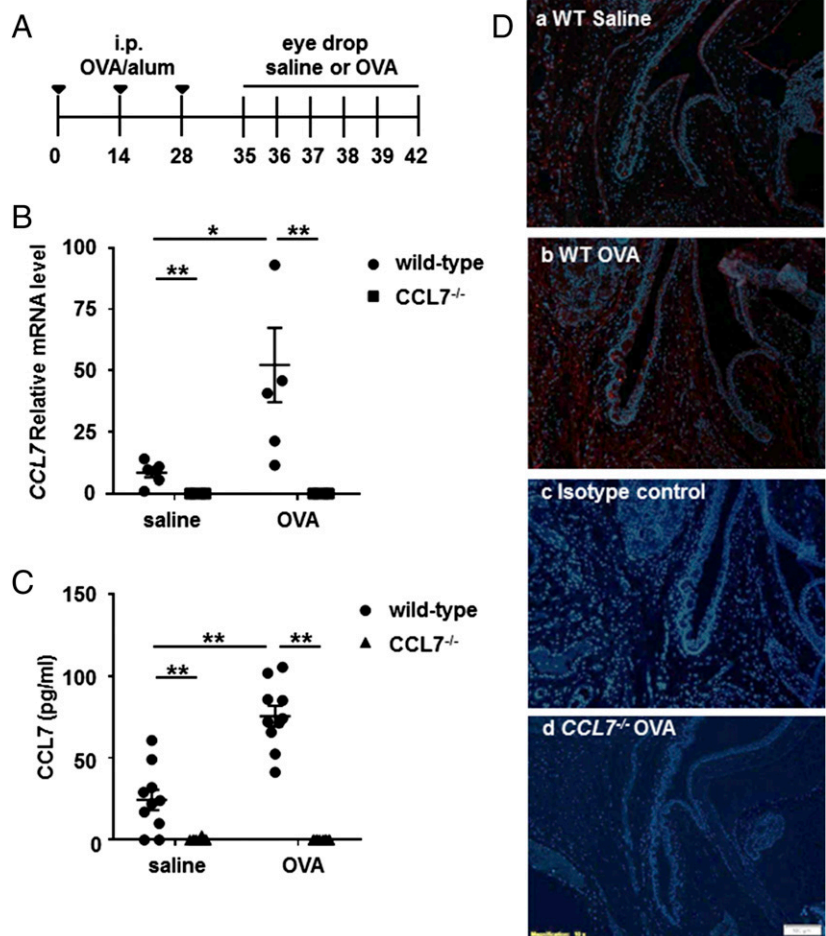 A
i.p.
OVA/alum
eye drop
saline or OVA
0 14 28 35 36 37 38 39 42
B
CCL7 Relative mRNA level
100
75
50
25
0
*
**
**
wild-type
CCL7-/-
saline OVA
C
CCL7 (pg/ml)
150
100
50
0
**
**
**
wild-type
CCL7-/-
saline OVA
D
a WT Saline
b WT OVA
c Isotype control
d CCL7-/- OVA